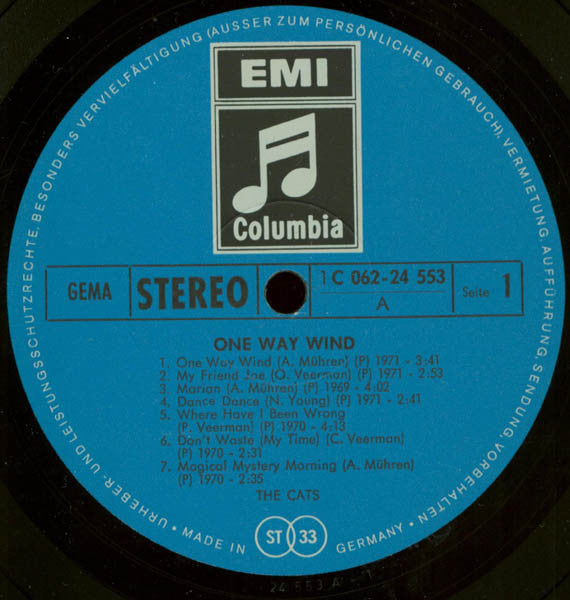 URHEBER- UND LEISTUNGSSCHUTZRECHTE, BESONDERS VERVIELFÄLTIGUNG (AUSSER ZUM PERSÖNLICHEN GEBRAUCH), VERMIETUNG, AUFFÜHRUNG, SENDUNG, VORBEHALTEN
EMI
Columbia
GEMA
STEREO
1 C 062-24 553
A
Seite 1
ONE WAY WIND
1. One Way Wind (A. Mühren) (P) 1971 - 3:41
2. My Friend Joe (O. Veerman) (P) 1971 - 2:53
3. Marian (A. Mühren) (P) 1969 - 4:02
4. Dance Dance (N. Young) (P) 1971 - 2:41
5. Where Have I Been Wrong
(P. Veerman) (P) 1970 - 4:13
6. Don't Waste (My Time) (C. Veerman)
(P) 1970 - 2:31
7. Magical Mystery Morning (A. Mühren)
(P) 1970 - 2:35
THE CATS
• MADE IN ST 33 GERMANY •
24 553 A -